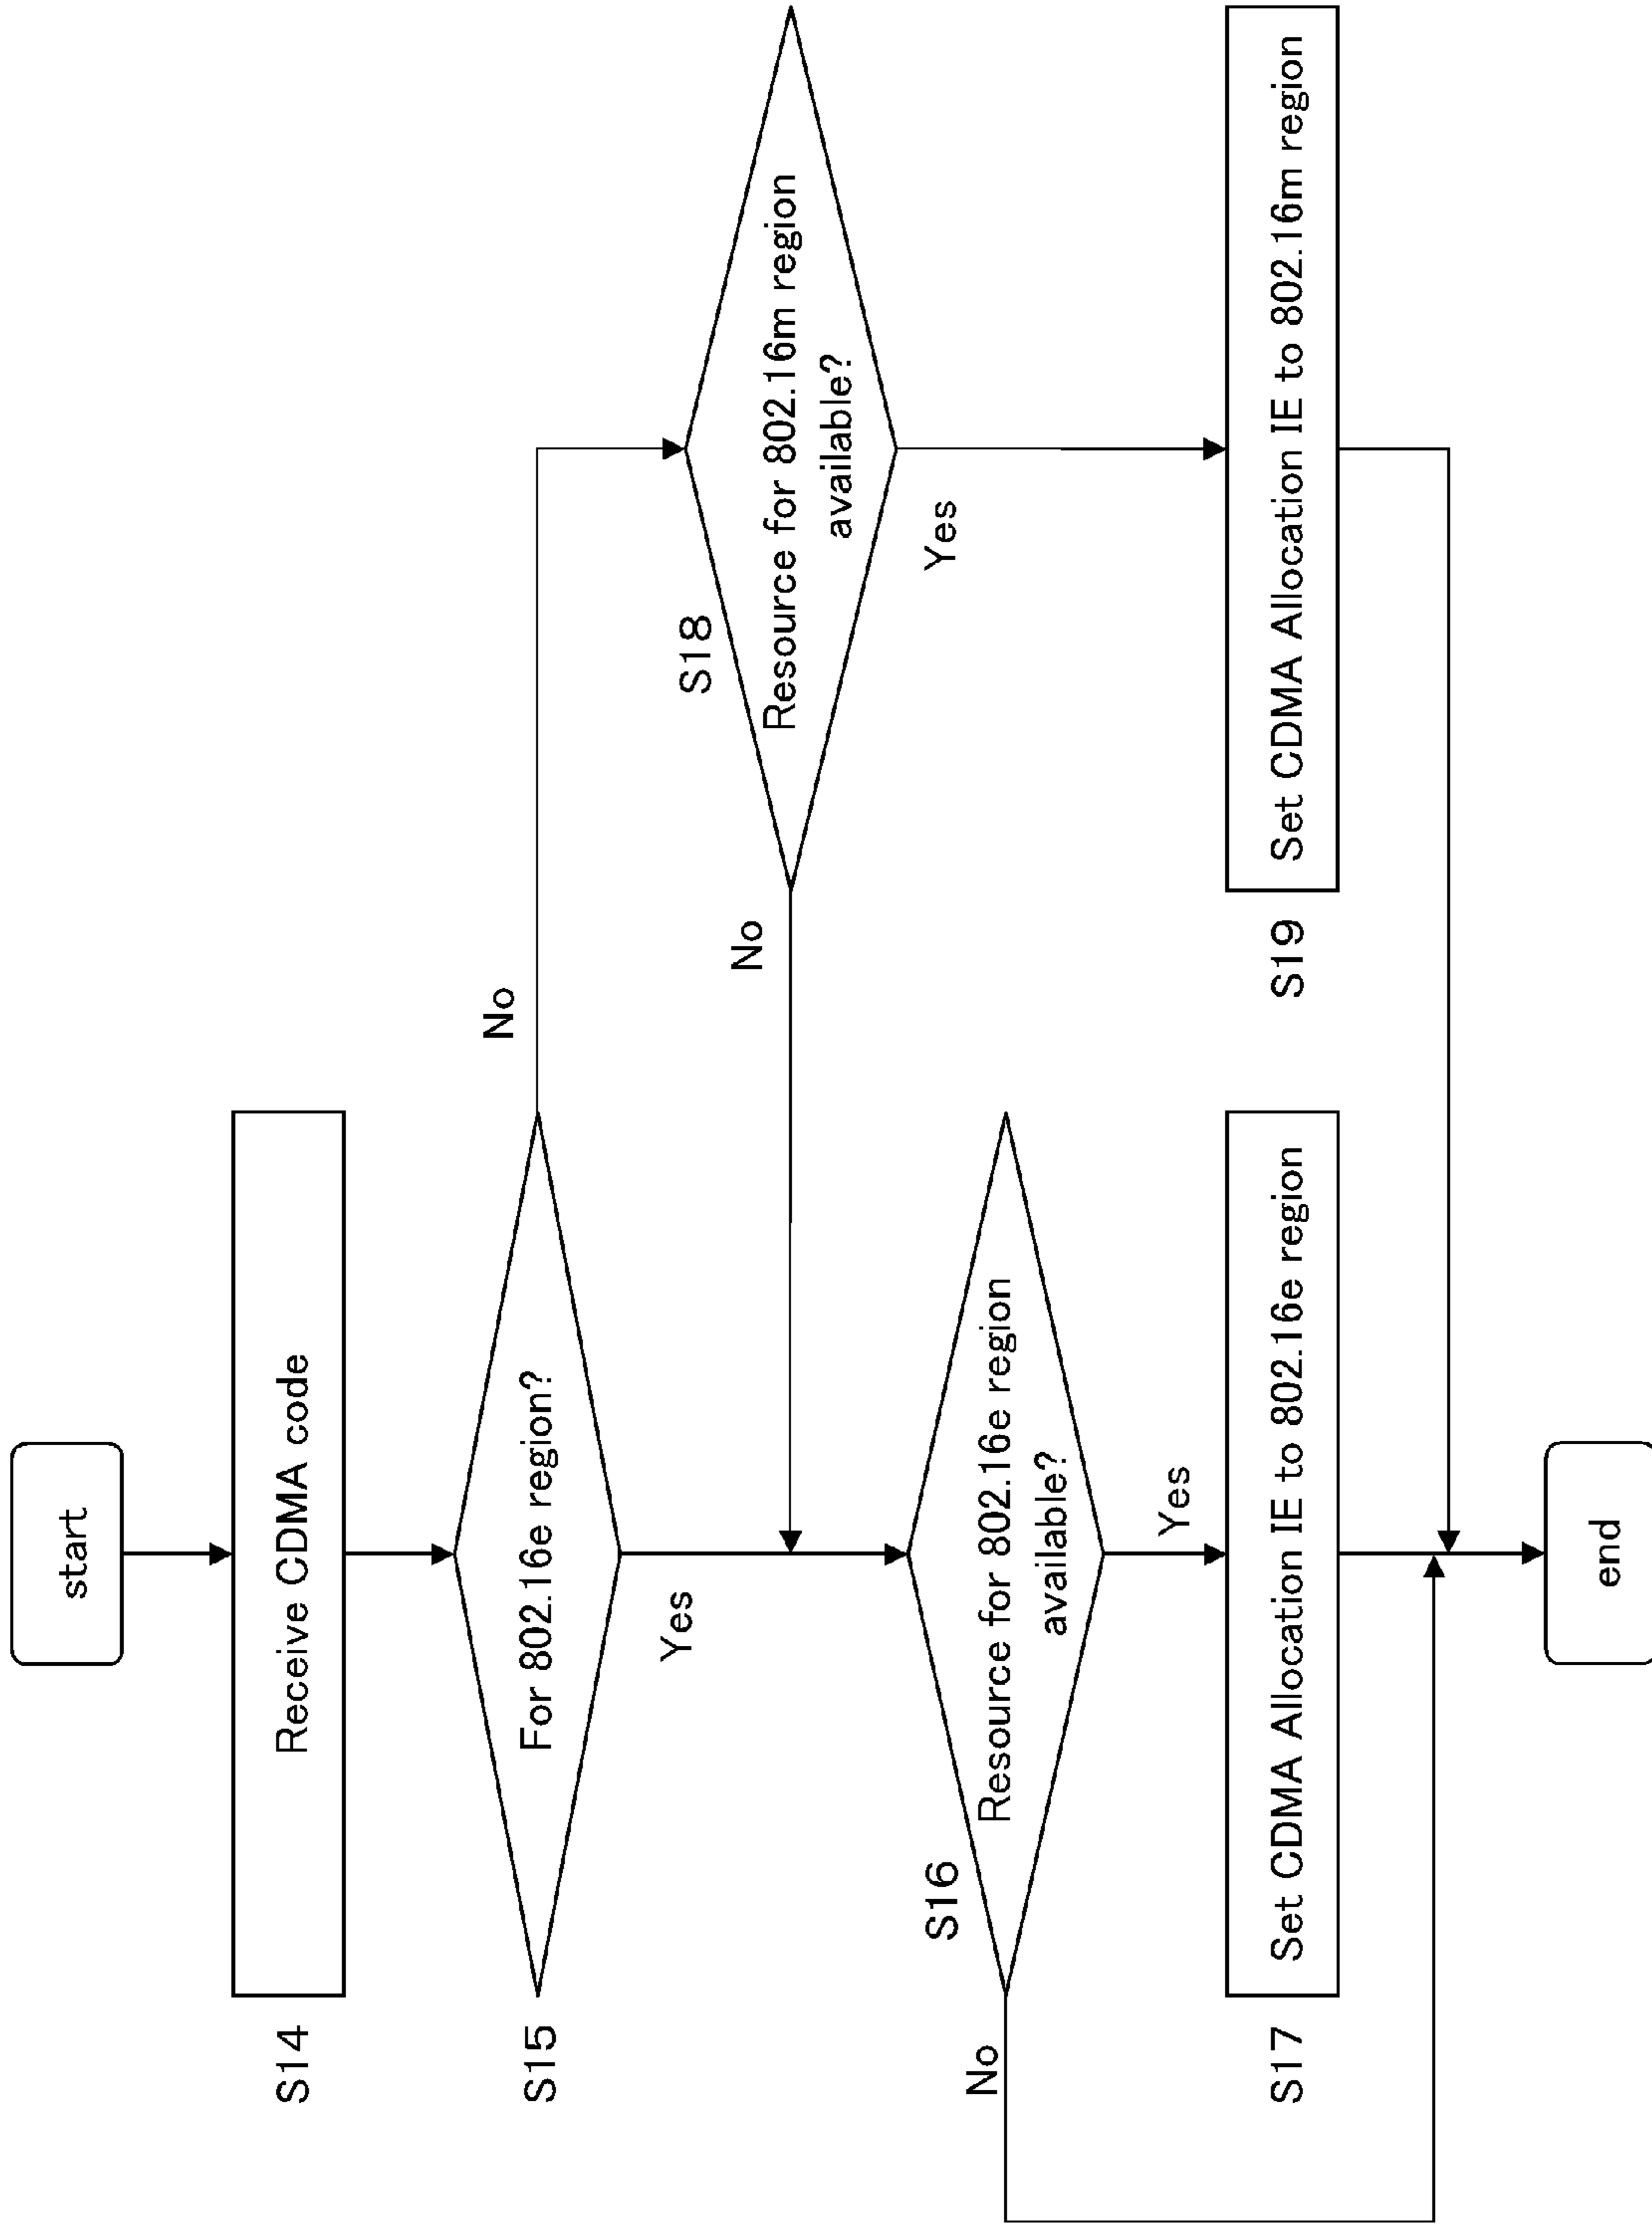 start
S14
Receive CDMA code
S15
For 802.16e region?
No
Yes
S18
Resource for 802.16m region
available?
No
Yes
S16
Resource for 802.16e region
available?
No
Yes
S17
Set CDMA Allocation IE to 802.16e region
S19
Set CDMA Allocation IE to 802.16m region
end